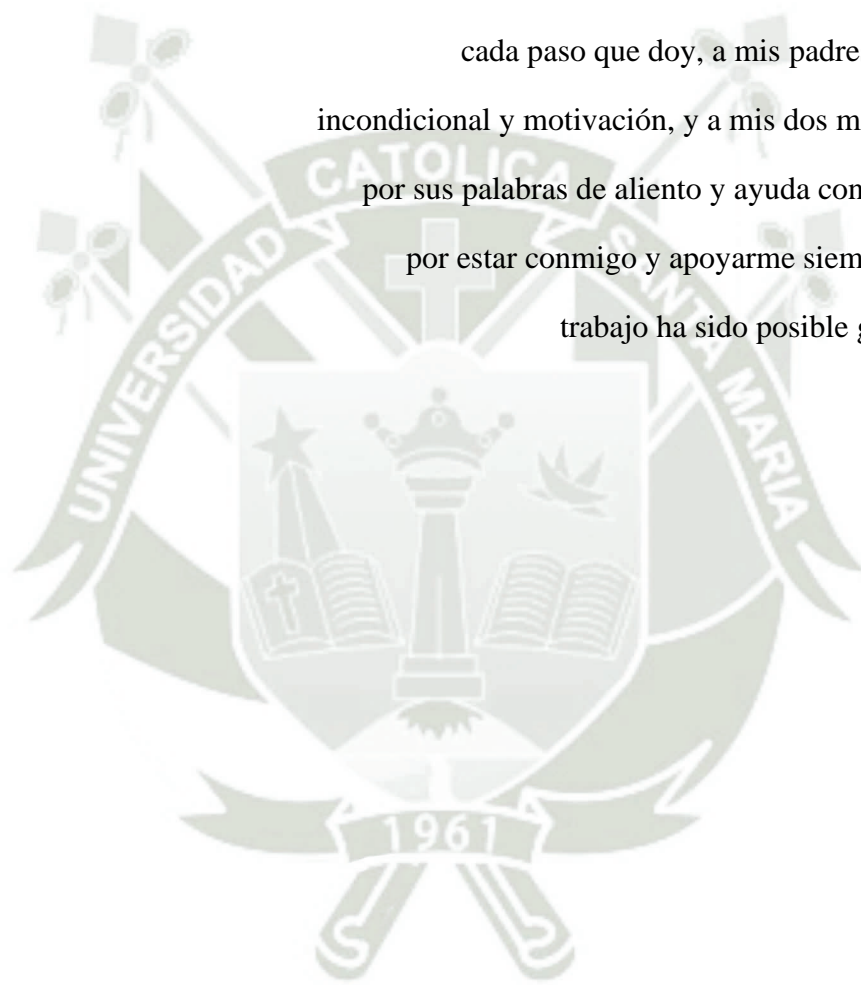 cada paso que doy, a mis padre
incondicional y motivación, y a mis dos m
por sus palabras de aliento y ayuda con
por estar conmigo y apoyarme siem
trabajo ha sido posible
UNIVERSIDAD CATOLICA SANTA MARIA
1961